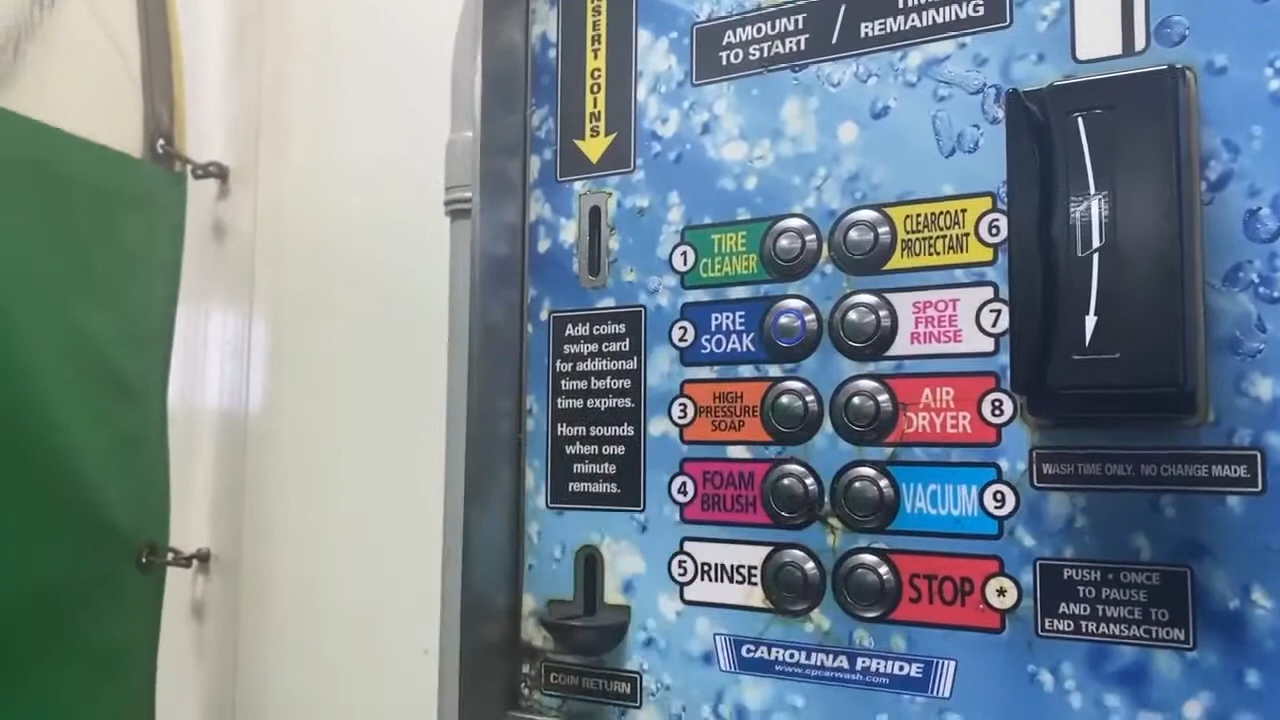 INSERT COINS
AMOUNT
TO START
/
TIME
REMAINING
1
TIRE
CLEANER
CLEARCOAT
PROTECTANT
6
2
PRE
SOAK
SPOT
FREE
RINSE
7
3
HIGH
PRESSURE
SOAP
AIR
DRYER
8
4
FOAM
BRUSH
VACUUM
9
5
RINSE
STOP
*
Add coins
swipe card
for additional
time before
time expires.
Horn sounds
when one
minute
remains.
WASH TIME ONLY. NO CHANGE MADE.
PUSH * ONCE
TO PAUSE
AND TWICE TO
END TRANSACTION
COIN RETURN
CAROLINA PRIDE
www.cpcarwash.com